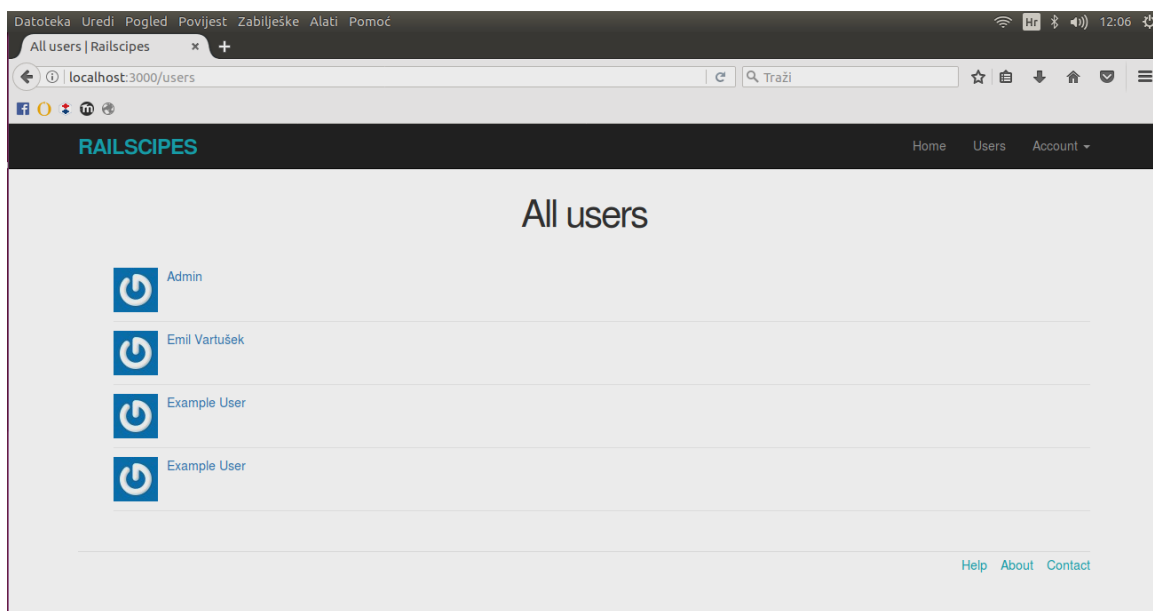 Datoteka Uredi Pogled Povijest Zabilješke Alati Pomoć Hr 12:06
All users | Railscipes
localhost:3000/users Traži
RAILSCIPES Home Users Account
All users
Admin
Emil Vartušek
Example User
Example User
Help About Contact